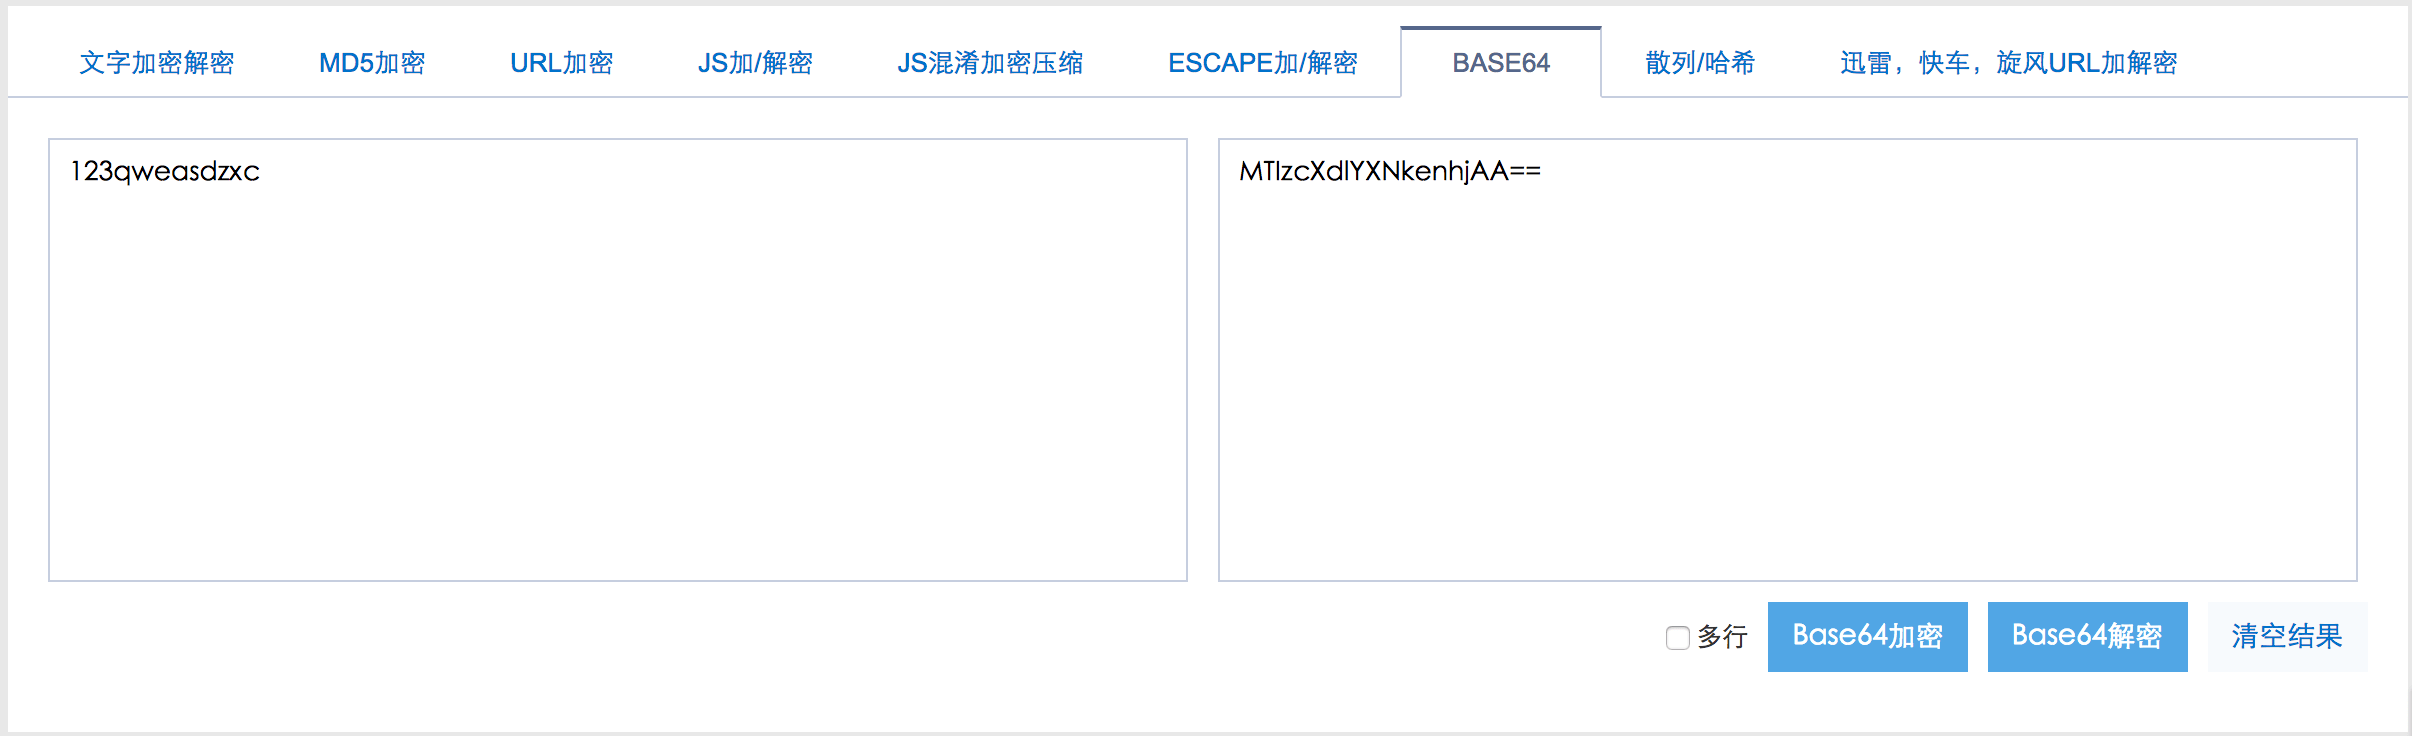 文字加密解密 MD5加密 URL加密 JS加/解密 JS混淆加密压缩 ESCAPE加/解密 BASE64 散列/哈希 迅雷，快车，旋风URL加解密
123qweasdzxc
MTIzcXdlYXNkenhjAA==
多行 Base64加密 Base64解密 清空结果